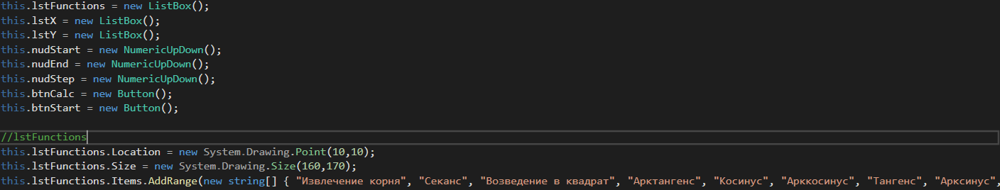 this.lstFunctions = new ListBox();
this.lstX = new ListBox();
this.lstY = new ListBox();
this.nudStart = new NumericUpDown();
this.nudEnd = new NumericUpDown();
this.nudStep = new NumericUpDown();
this.btnCalc = new Button();
this.btnStart = new Button();
//lstFunctions
this.lstFunctions.Location = new System.Drawing.Point(10,10);
this.lstFunctions.Size = new System.Drawing.Size(160,170);
this.lstFunctions.Items.AddRange(new string[] { "Извлечение корня", "Секанс", "Возведение в квадрат", "Арктангенс", "Косинус", "Арккосинус", "Тангенс", "Арксинус",